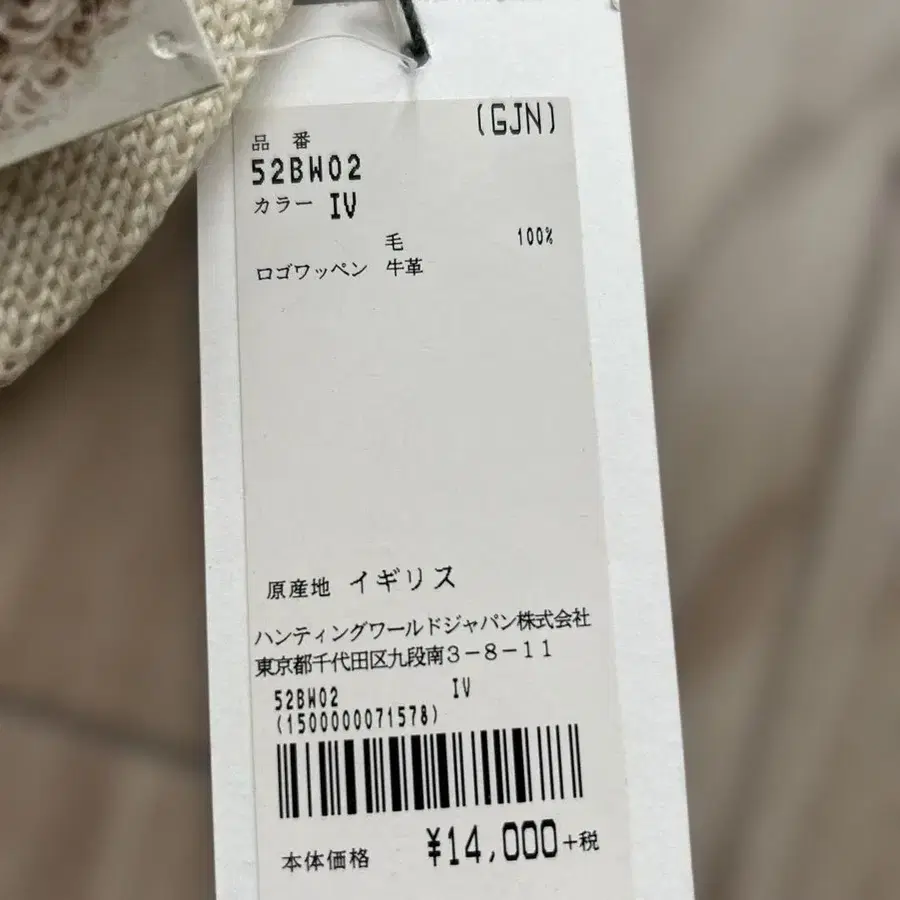 (GJN)
品 番
52BW02
カラー IV
毛 100%
ロゴワッペン 牛革
原産地 イギリス
ハンティングワールドジャパン株式会社
東京都千代田区九段南3-8-11
52BW02 IV
(1500000071578)
本体価格 ¥14,000+税